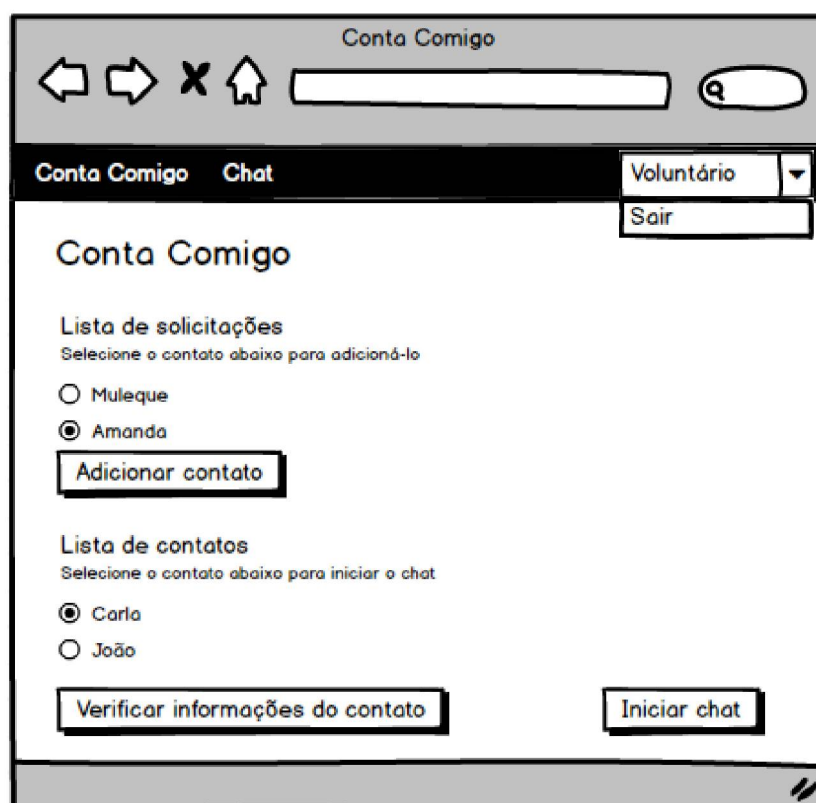 Conta Comigo
Conta Comigo Chat Voluntário
Sair
Conta Comigo
Lista de solicitações
Selecione o contato abaixo para adicioná-lo
Muleque
Amanda
Adicionar contato
Lista de contatos
Selecione o contato abaixo para iniciar o chat
Carla
João
Verificar informações do contato Iniciar chat